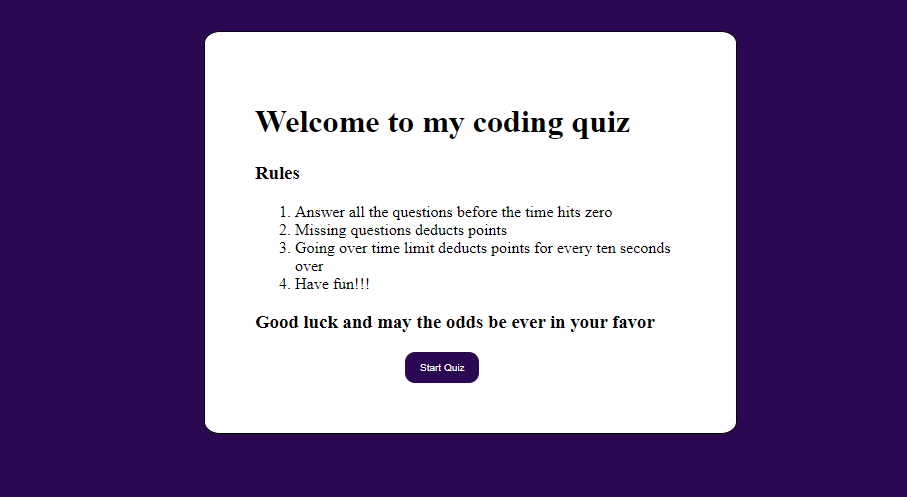 Welcome to my coding quiz
Rules
1. Answer all the questions before the time hits zero
2. Missing questions deducts points
3. Going over time limit deducts points for every ten seconds
over
4. Have fun!!!
Good luck and may the odds be ever in your favor
Start Quiz